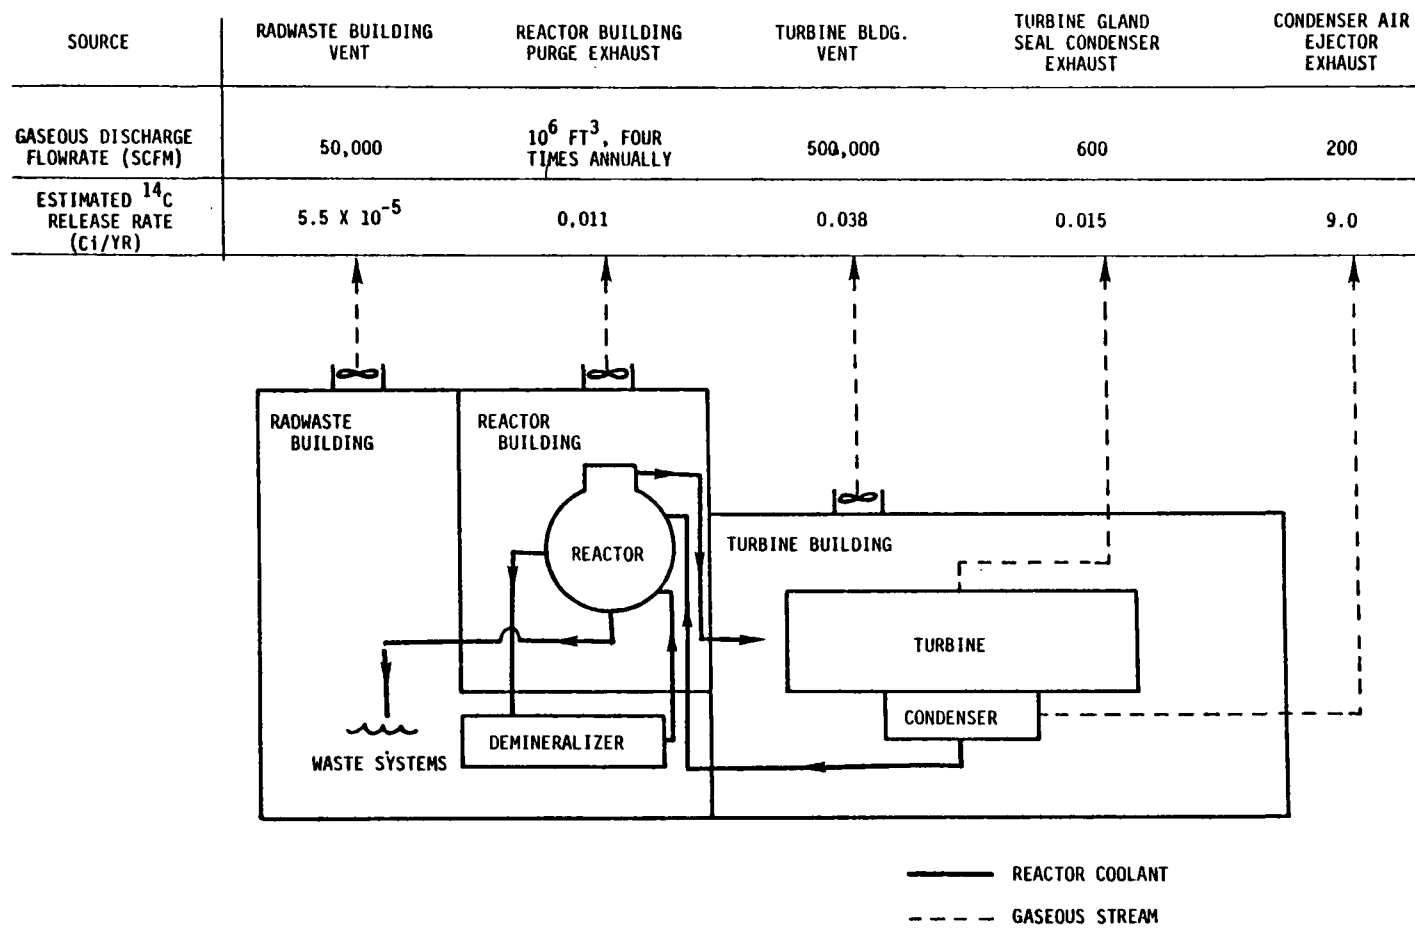 SOURCE
RADWASTE BUILDING
VENT
REACTOR BUILDING
PURGE EXHAUST
TURBINE BLDG.
VENT
TURBINE GLAND
SEAL CONDENSER
EXHAUST
CONDENSER AIR
EJECTOR
EXHAUST
GASEOUS DISCHARGE
FLOWRATE (SCFM)
50,000
10⁶ FT³, FOUR
TIMES ANNUALLY
500,000
600
200
ESTIMATED ¹⁴C
RELEASE RATE
(Ci/YR)
5.5 X 10⁻⁵
0.011
0.038
0.015
9.0
RADWASTE
BUILDING
REACTOR
BUILDING
REACTOR
TURBINE BUILDING
TURBINE
CONDENSER
DEMINERALIZER
WASTE SYSTEMS
REACTOR COOLANT
GASEOUS STREAM